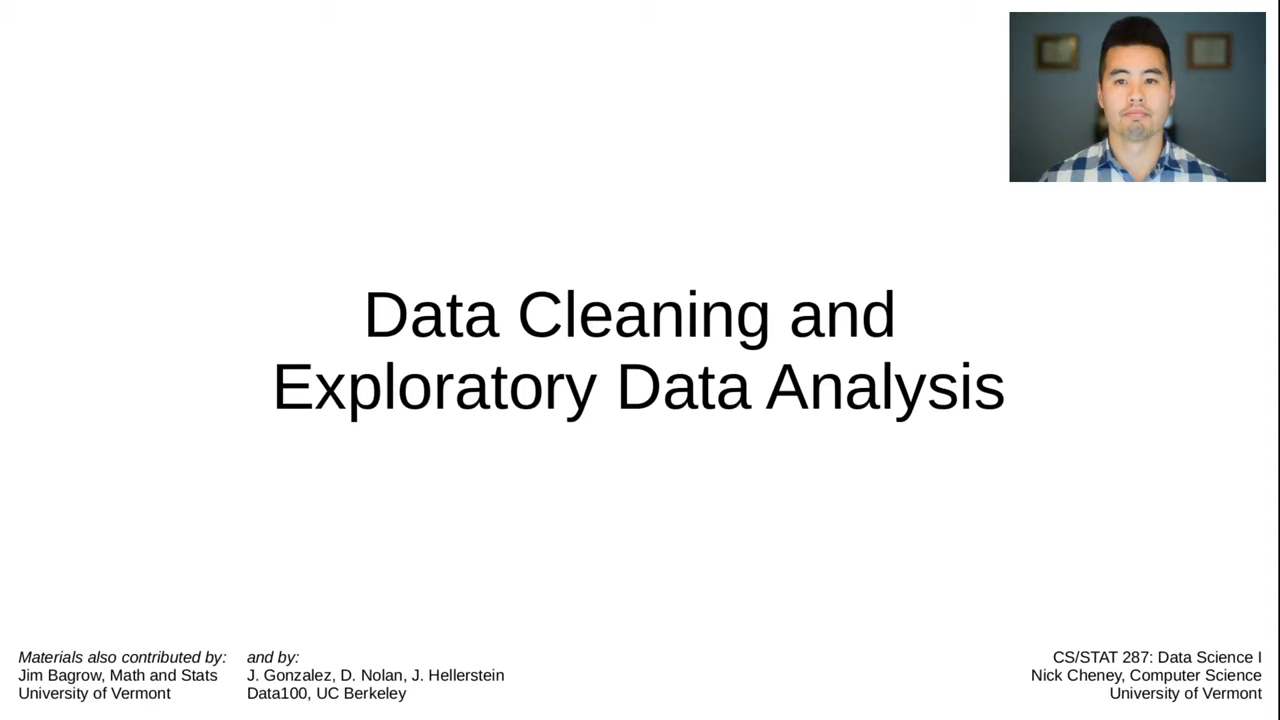 Data Cleaning and
Exploratory Data Analysis
Materials also contributed by:
Jim Bagrow, Math and Stats
University of Vermont
and by:
J. Gonzalez, D. Nolan, J. Hellerstein
Data100, UC Berkeley
CS/STAT 287: Data Science I
Nick Cheney, Computer Science
University of Vermont